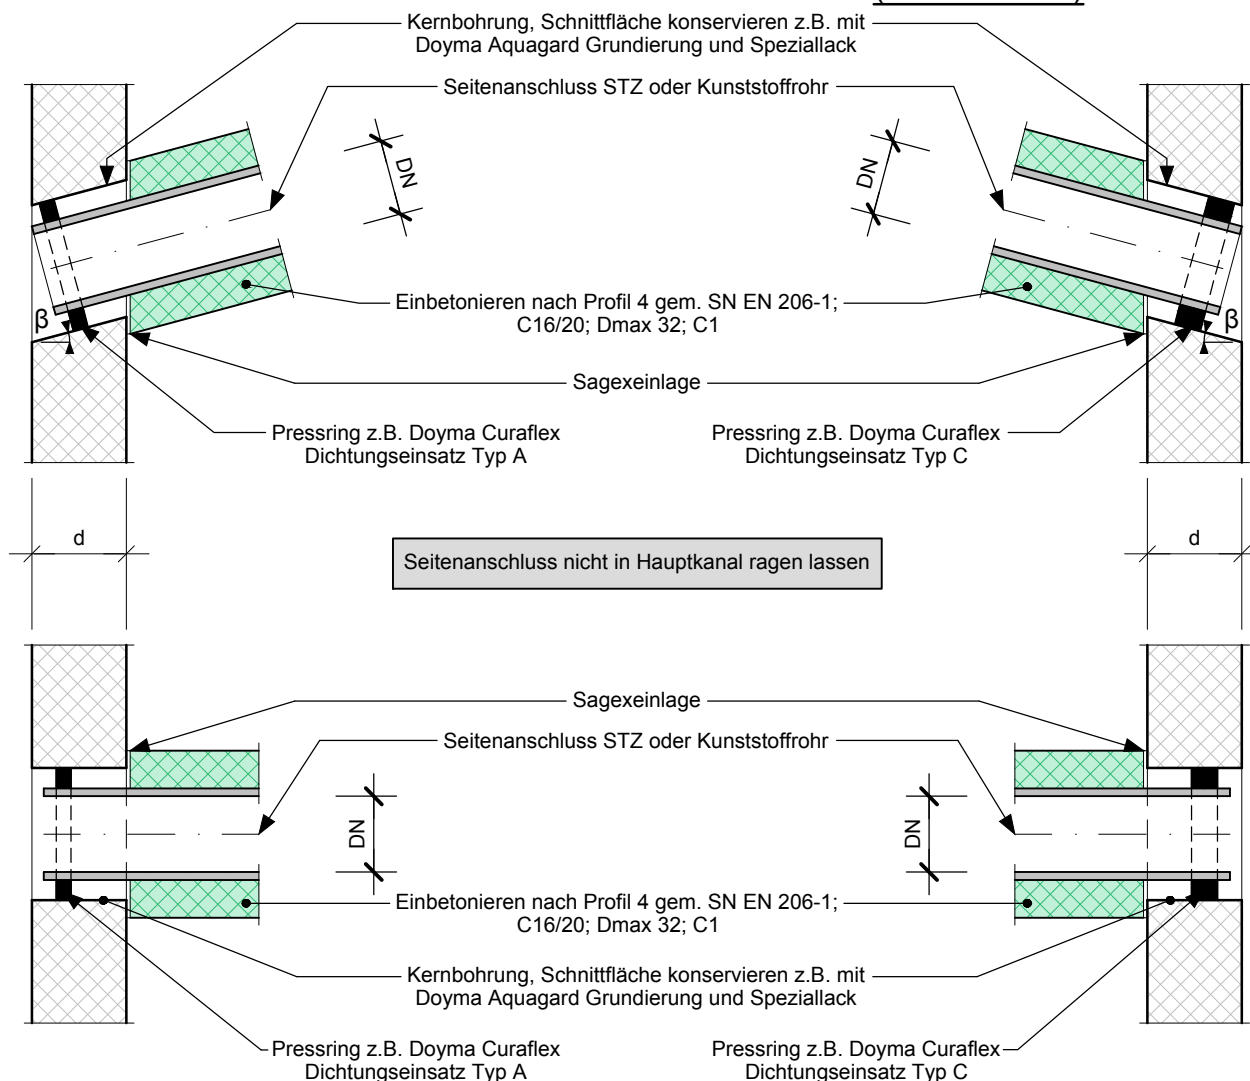 Kernbohrung, Schnittfläche konservieren z.B. mit
Doyma Aquagard Grundierung und Speziallack
Seitenanschluss STZ oder Kunststoffrohr
DN
DN
Einbetonieren nach Profil 4 gem. SN EN 206-1;
C16/20; Dmax 32; C1
β
β
Sagexeinlage
Pressring z.B. Doyma Curaflex
Dichtungseinsatz Typ A
Pressring z.B. Doyma Curaflex
Dichtungseinsatz Typ C
d
d
Seitenanschluss nicht in Hauptkanal ragen lassen
Sagexeinlage
Seitenanschluss STZ oder Kunststoffrohr
DN
DN
Einbetonieren nach Profil 4 gem. SN EN 206-1;
C16/20; Dmax 32; C1
Kernbohrung, Schnittfläche konservieren z.B. mit
Doyma Aquagard Grundierung und Speziallack
Pressring z.B. Doyma Curaflex
Dichtungseinsatz Typ A
Pressring z.B. Doyma Curaflex
Dichtungseinsatz Typ C